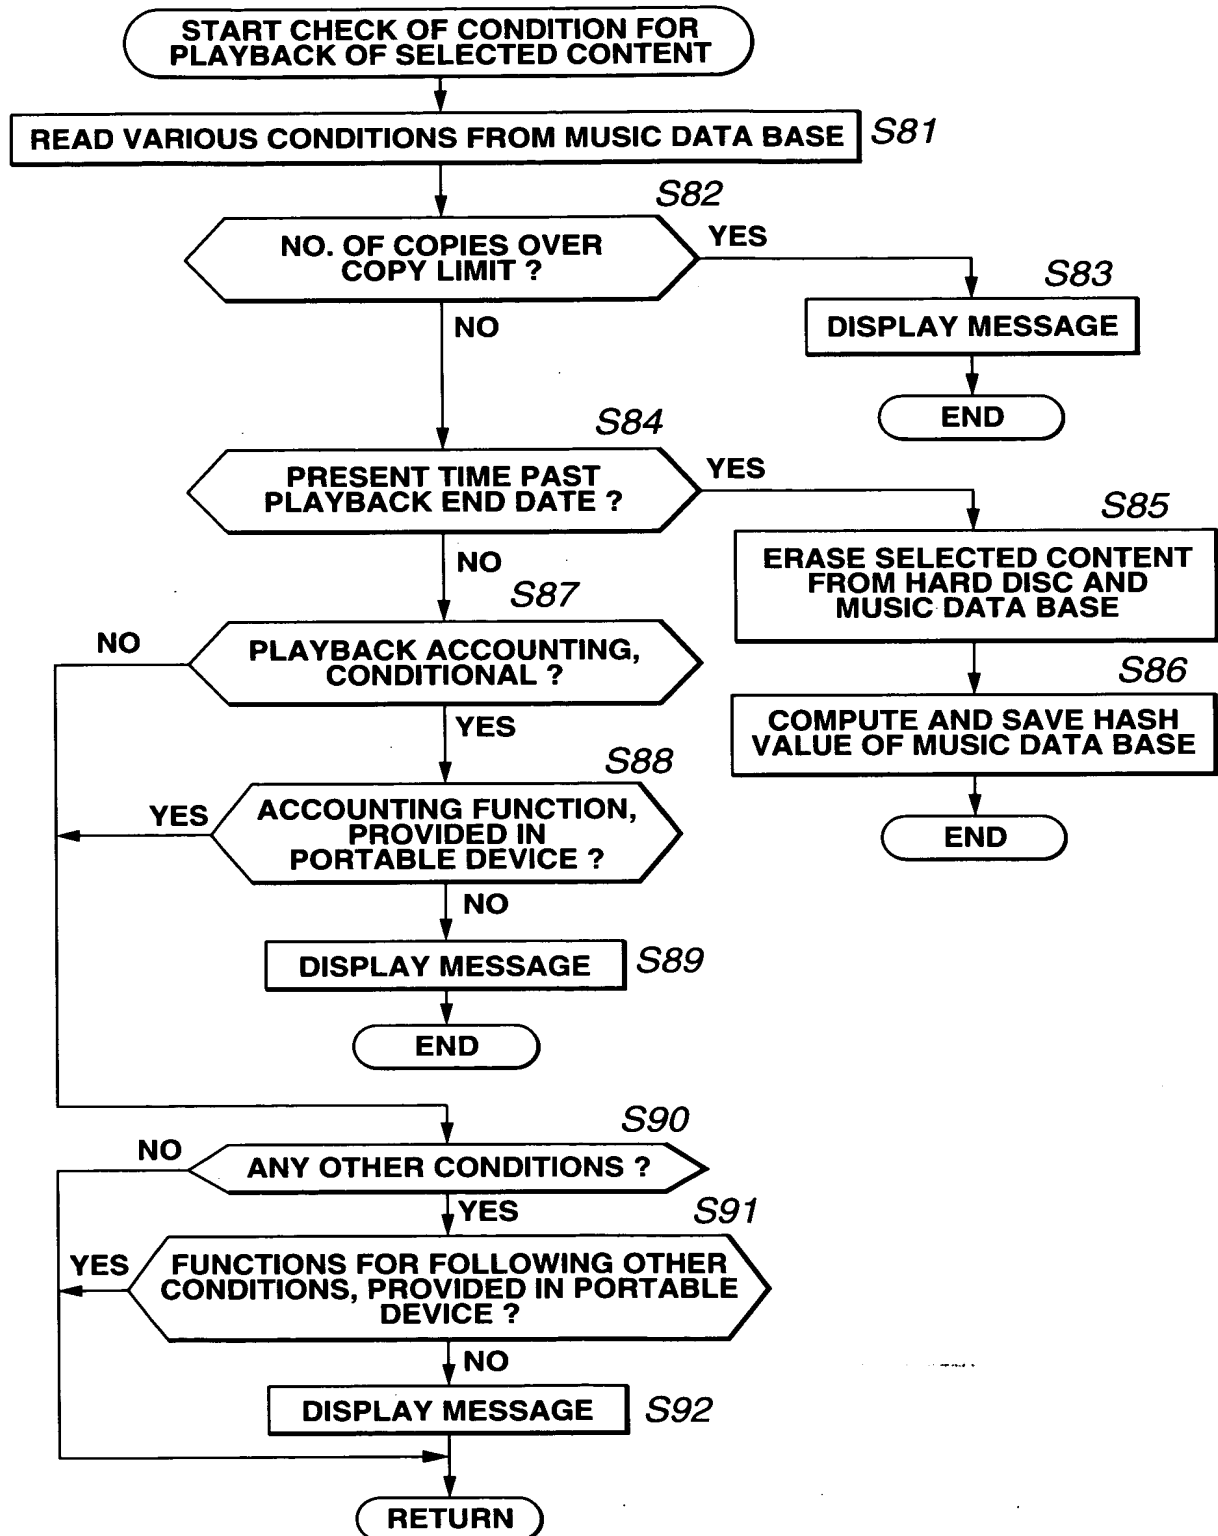 START CHECK OF CONDITION FOR
PLAYBACK OF SELECTED CONTENT
READ VARIOUS CONDITIONS FROM MUSIC DATA BASE
S81
S82
NO. OF COPIES OVER
COPY LIMIT ?
YES
NO
S83
DISPLAY MESSAGE
END
S84
PRESENT TIME PAST
PLAYBACK END DATE ?
YES
NO
S85
ERASE SELECTED CONTENT
FROM HARD DISC AND
MUSIC DATA BASE
S86
COMPUTE AND SAVE HASH
VALUE OF MUSIC DATA BASE
END
S87
NO
PLAYBACK ACCOUNTING,
CONDITIONAL ?
YES
S88
YES
ACCOUNTING FUNCTION,
PROVIDED IN
PORTABLE DEVICE ?
NO
DISPLAY MESSAGE
S89
END
S90
NO
ANY OTHER CONDITIONS ?
YES
S91
YES
FUNCTIONS FOR FOLLOWING OTHER
CONDITIONS, PROVIDED IN PORTABLE
DEVICE ?
NO
DISPLAY MESSAGE
S92
RETURN